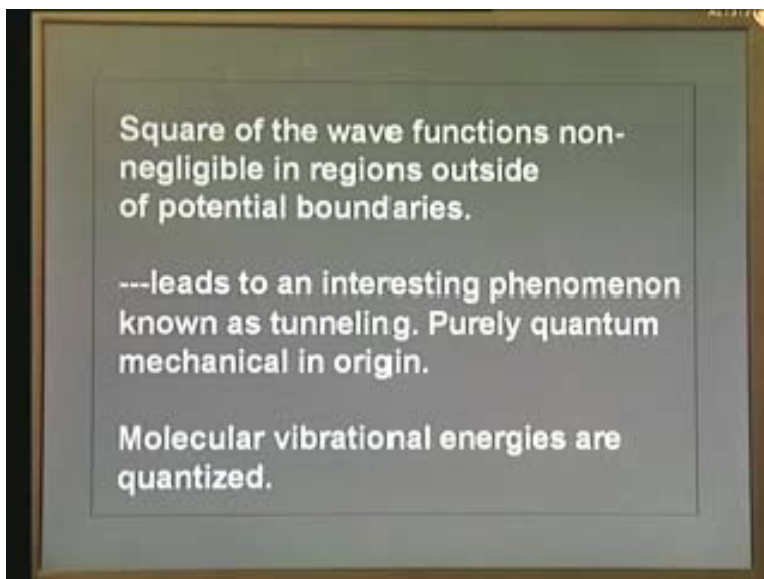 Square of the wave functions non-
negligible in regions outside
of potential boundaries.
---leads to an interesting phenomenon
known as tunneling. Purely quantum
mechanical in origin.
Molecular vibrational energies are
quantized.